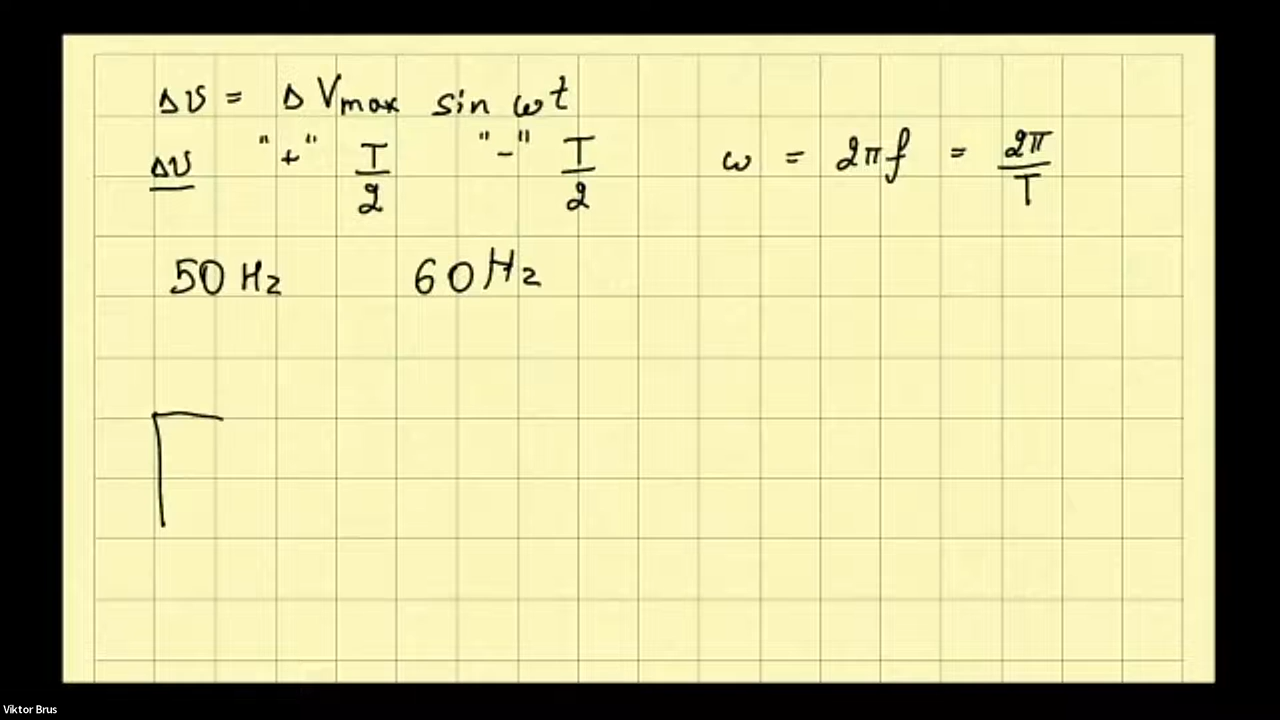 Δv = ΔVmax sin ωt
Δv "+" T/2 "-" T/2 ω = 2πf = 2π/T
50 Hz 60 Hz
Viktor Brus